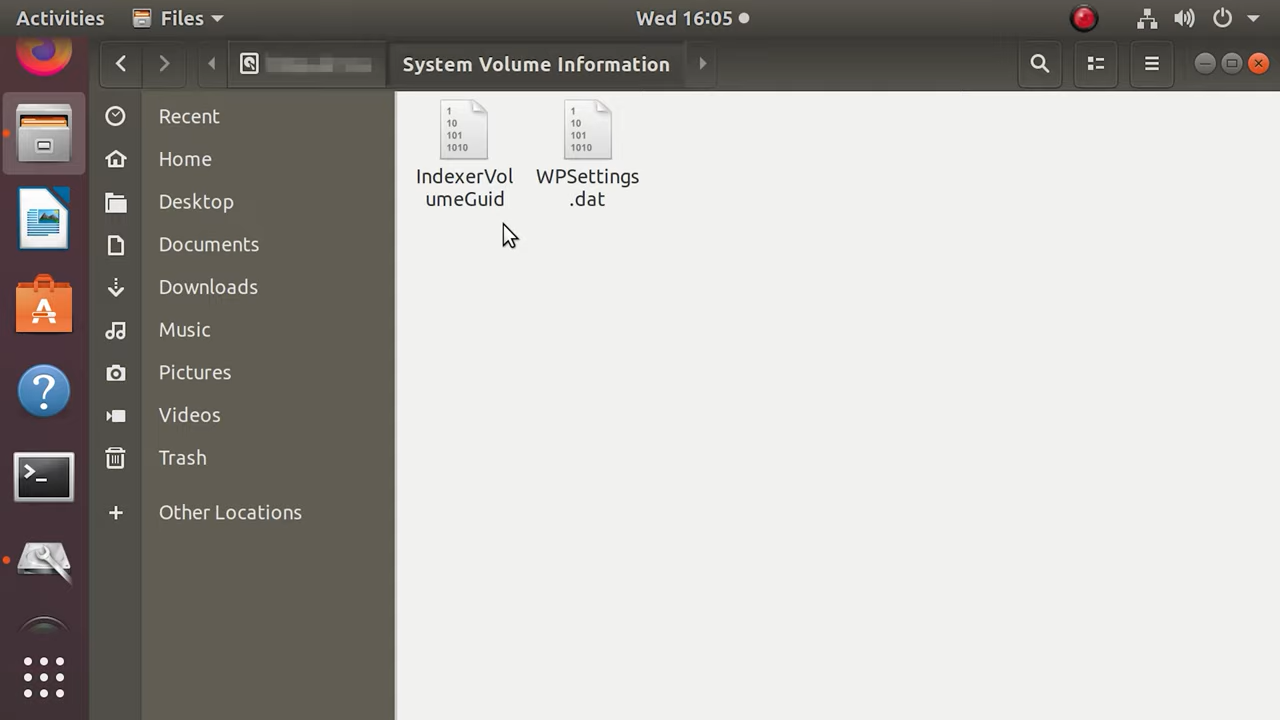 Activities
Files
Wed 16:05
System Volume Information
Recent
Home
Desktop
Documents
Downloads
Music
Pictures
Videos
Trash
Other Locations
1
10
101
1010
IndexerVol
umeGuid
1
10
101
1010
WPSettings
.dat